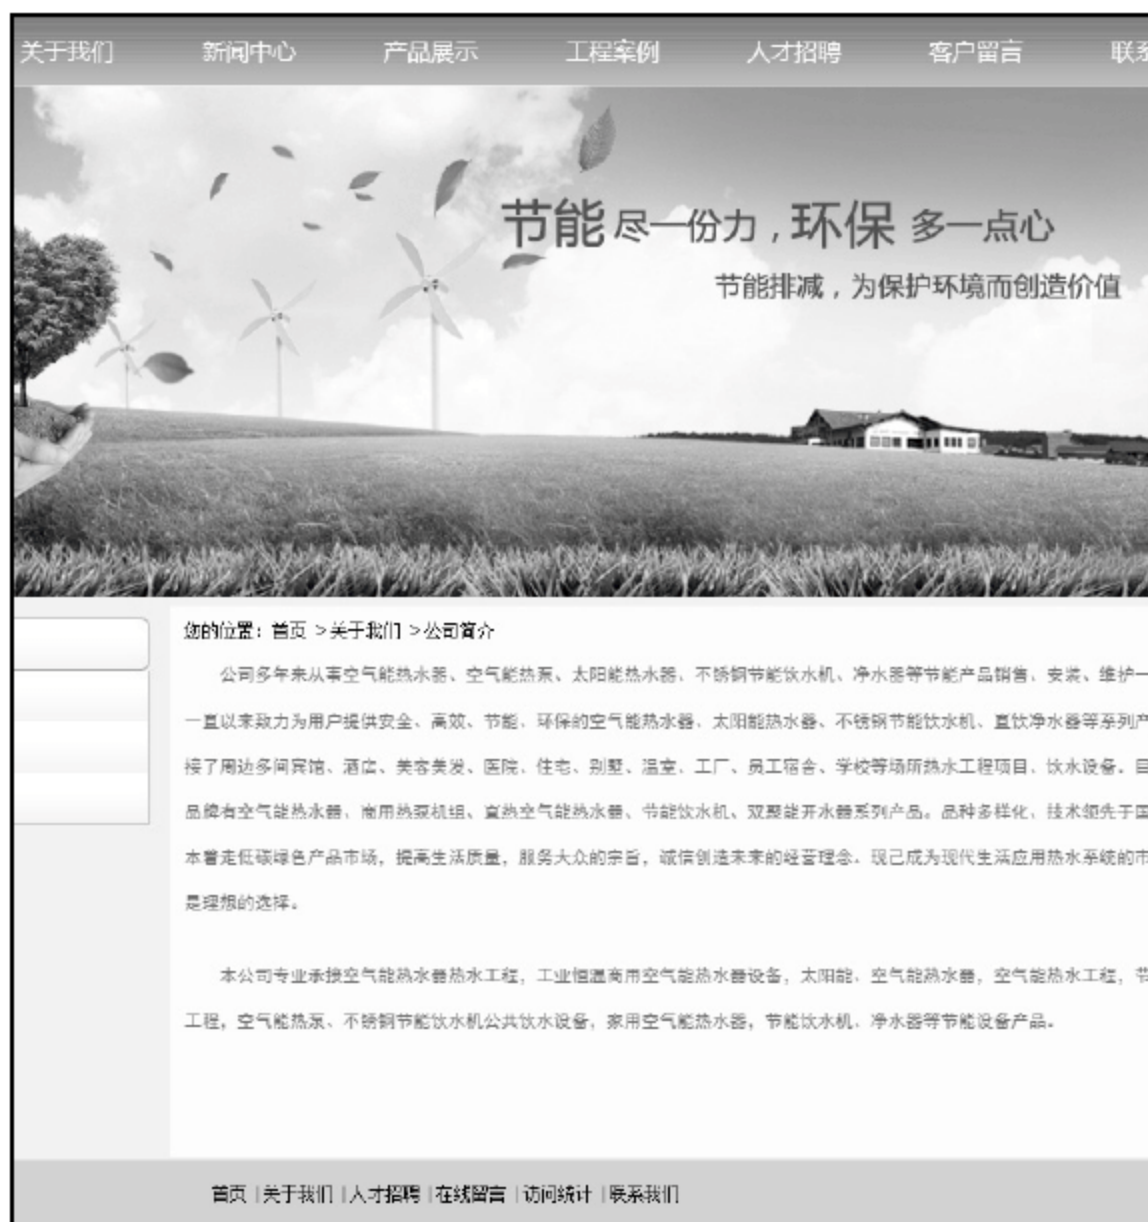 关于我们 新闻中心 产品展示 工程案例 人才招聘 客户留言 联系
节能 尽一份力，环保 多一点心
节能排减，为保护环境而创造价值
您的位置：首页 >关于我们 >公司简介
公司多年来从事空气能热水器、空气能热泵、太阳能热水器、不锈钢节能饮水机、净水器等节能产品销售、安装、维护一
一直以来致力为用户提供安全、高效、节能、环保的空气能热水器、太阳能热水器、不锈钢节能饮水机、直饮净水器等系列产
接了周边多间宾馆、酒店、美容美发、医院、住宅、别墅、温室、工厂、员工宿舍、学校等场所热水工程项目、饮水设备。目
品牌有空气能热水器、商用热泵机组、直热空气能热水器、节能饮水机、双聚能开水器系列产品。品种多样化、技术领先于国
本着走低碳绿色产品市场，提高生活质量，服务大众的宗旨，诚信创造未来的经营理念。现已成为现代生活应用热水系统的市
是理想的选择。
本公司专业承接空气能热水器热水工程，工业恒温商用空气能热水器设备，太阳能、空气能热水器，空气能热水工程，节
工程，空气能热泵、不锈钢节能饮水机公共饮水设备，家用空气能热水器，节能饮水机、净水器等节能设备产品。
首页 |关于我们 |人才招聘 |在线留言 |访问统计 |联系我们